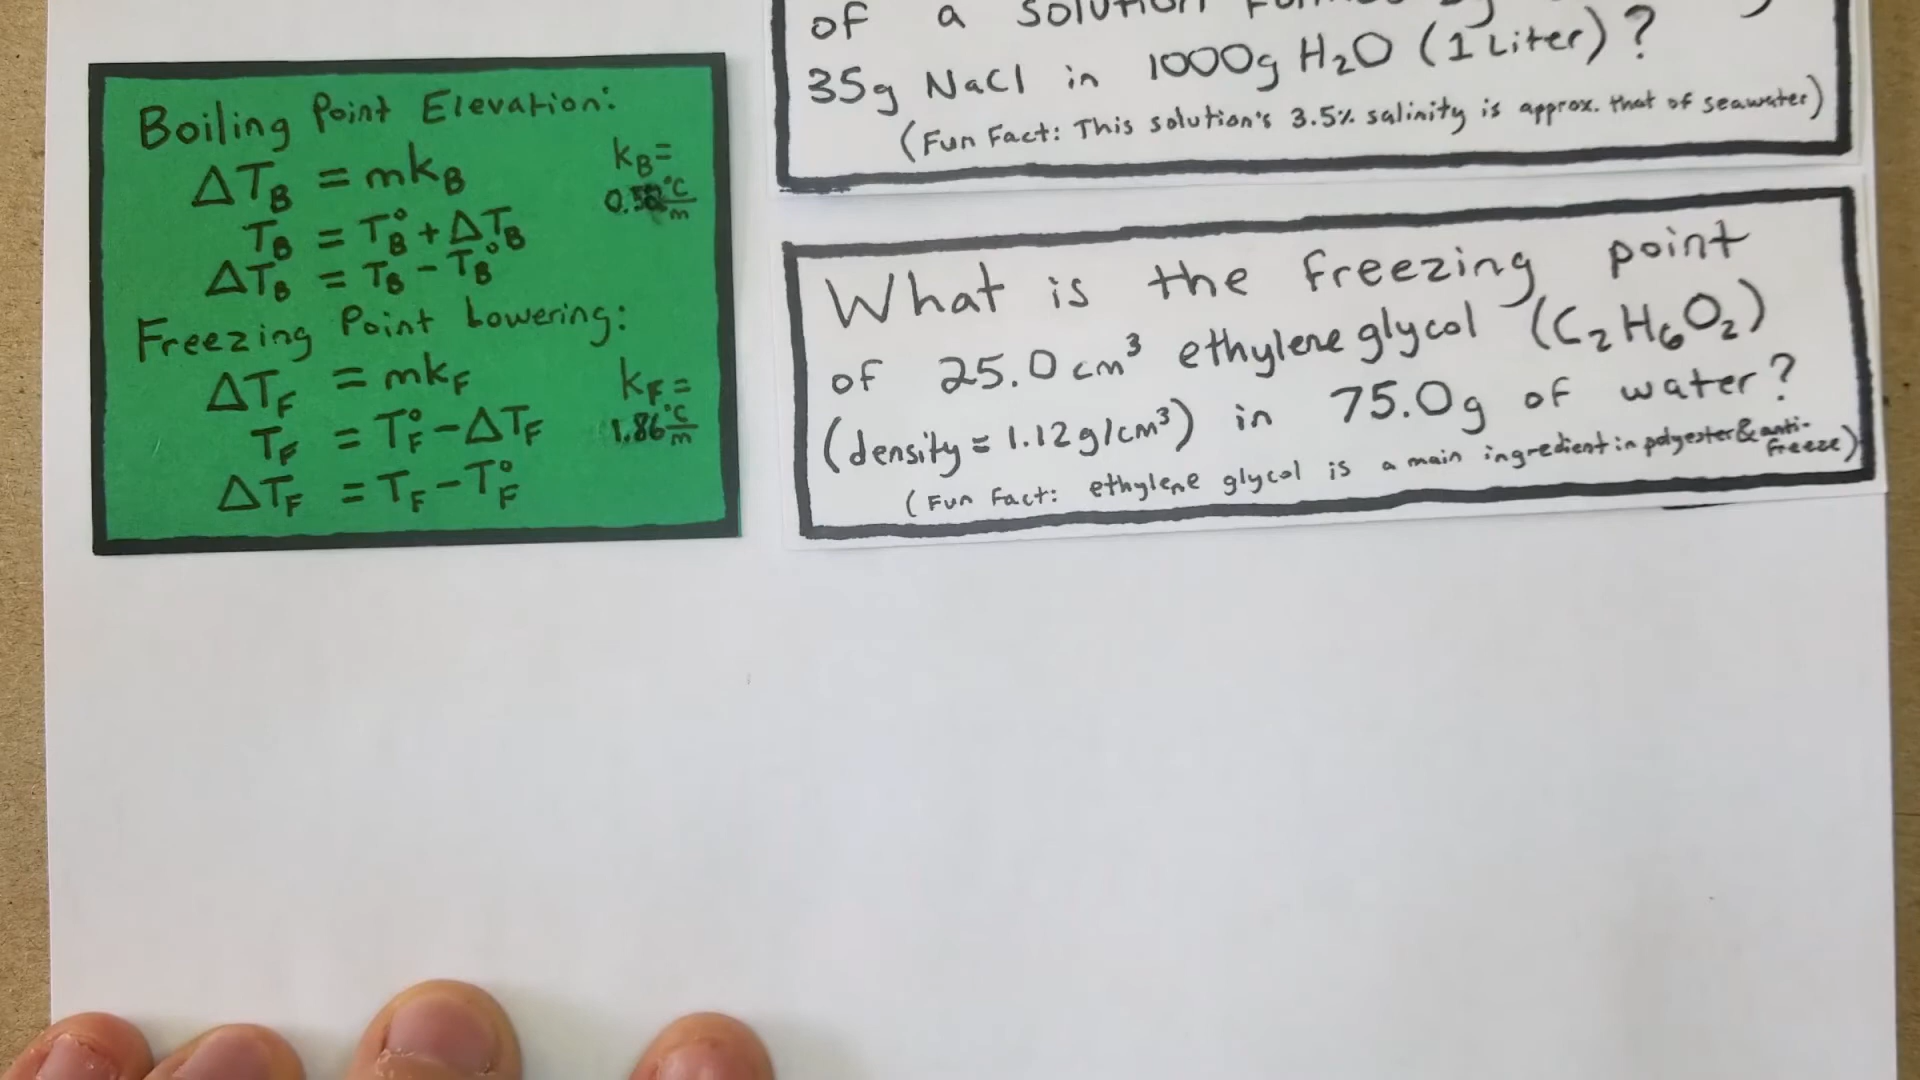 Boiling Point Elevation:
ΔT_B = mk_B
k_B =
°C/m
T_B = T°_B + ΔT_B
ΔT_B = T_B - T°_B
Freezing Point Lowering:
ΔT_F = mk_F
k_F =
1.86 °C/m
T_F = T°_F - ΔT_F
ΔT_F = T_F - T°_F
of a solution
35g NaCl in 1000g H₂O (1 Liter)?
(Fun Fact: This solution's 3.5% salinity is approx. that of seawater)
What is the freezing point
of 25.0 cm³ ethylene glycol (C₂H₆O₂)
(density = 1.12 g/cm³) in 75.0g of water?
(Fun Fact: ethylene glycol is a main ingredient in polyester & anti-
freeze)